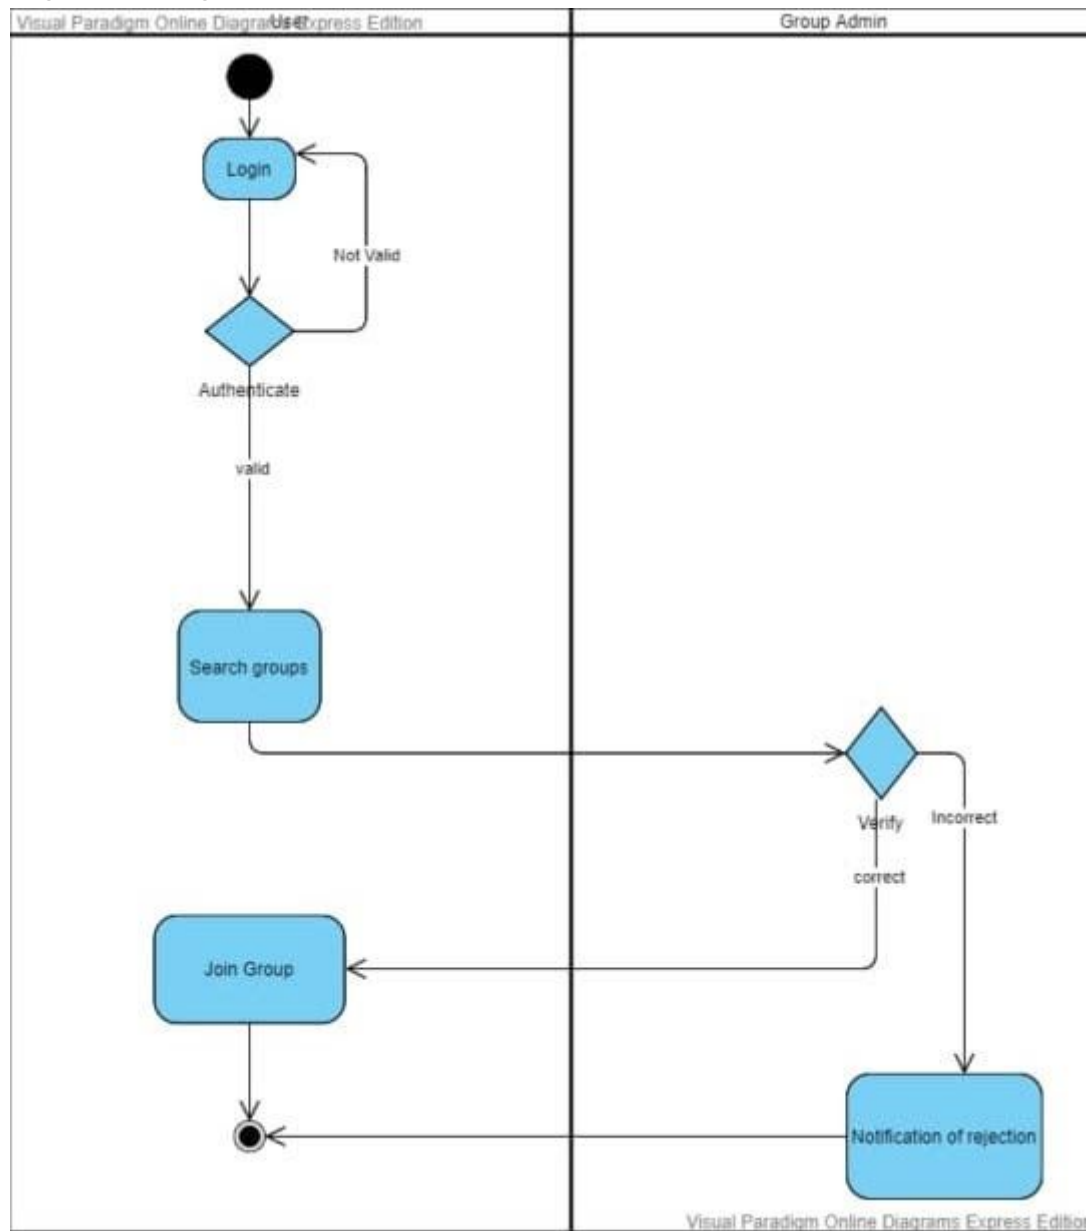 Visual Paradigm Online Diagrams Express Edition
User
Group Admin
Login
Not Valid
Authenticate
valid
Search groups
Verify
Incorrect
correct
Join Group
Notification of rejection
Visual Paradigm Online Diagrams Express Edition